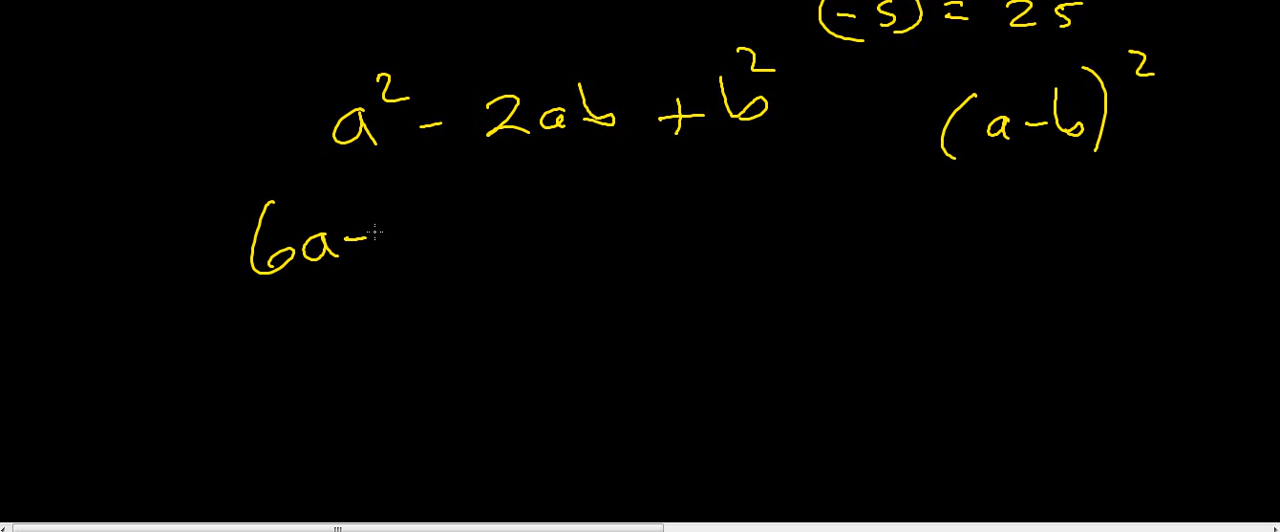 (-5) = 25
a² - 2ab + b² (a-b)²
6a-